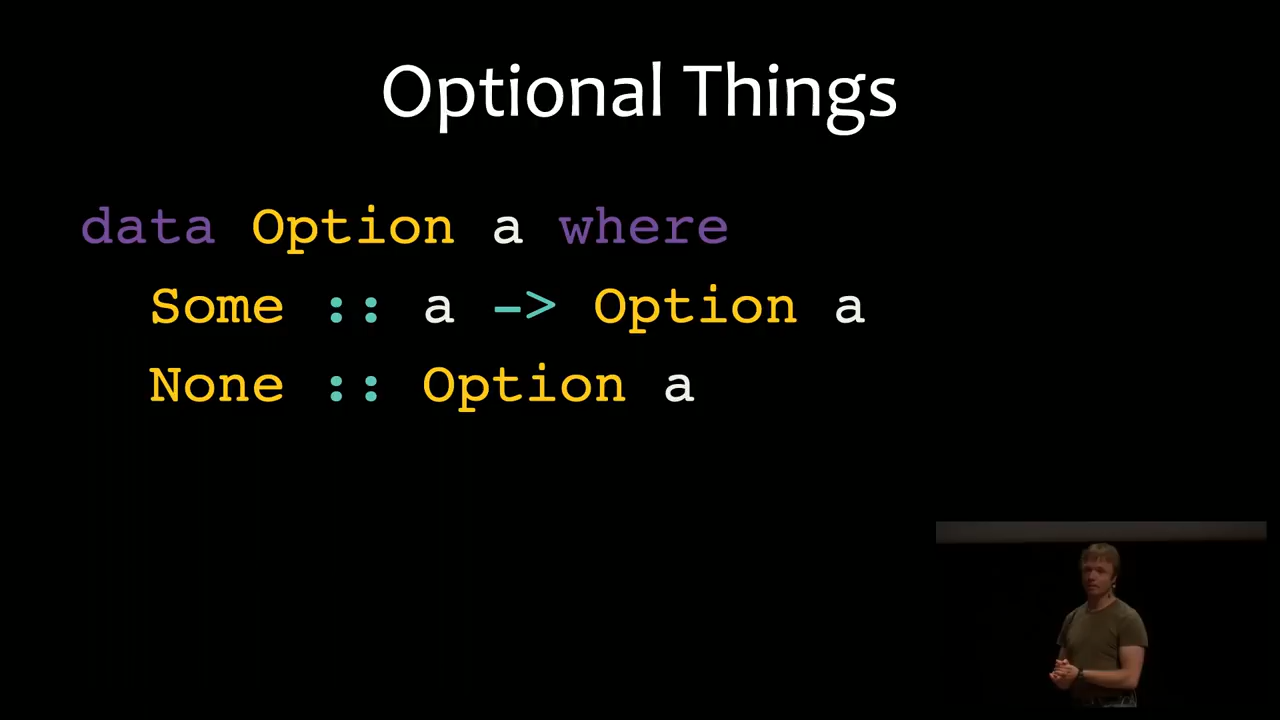 Optional Things
data Option a where
Some :: a -> Option a
None :: Option a